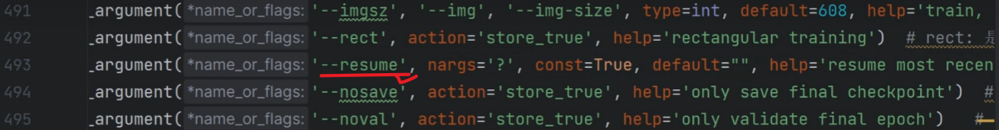 491 _argument( *name_or_flags: '--imgsz', '--img', '--img-size', type=int, default=608, help='train,
492 _argument( *name_or_flags: '--rect', action='store_true', help='rectangular training') # rect: 是
493 _argument( *name_or_flags: '--resume', nargs='?', const=True, default="", help='resume most recen
494 _argument( *name_or_flags: '--nosave', action='store_true', help='only save final checkpoint') #
495 _argument( *name_or_flags: '--noval', action='store_true', help='only validate final epoch') #